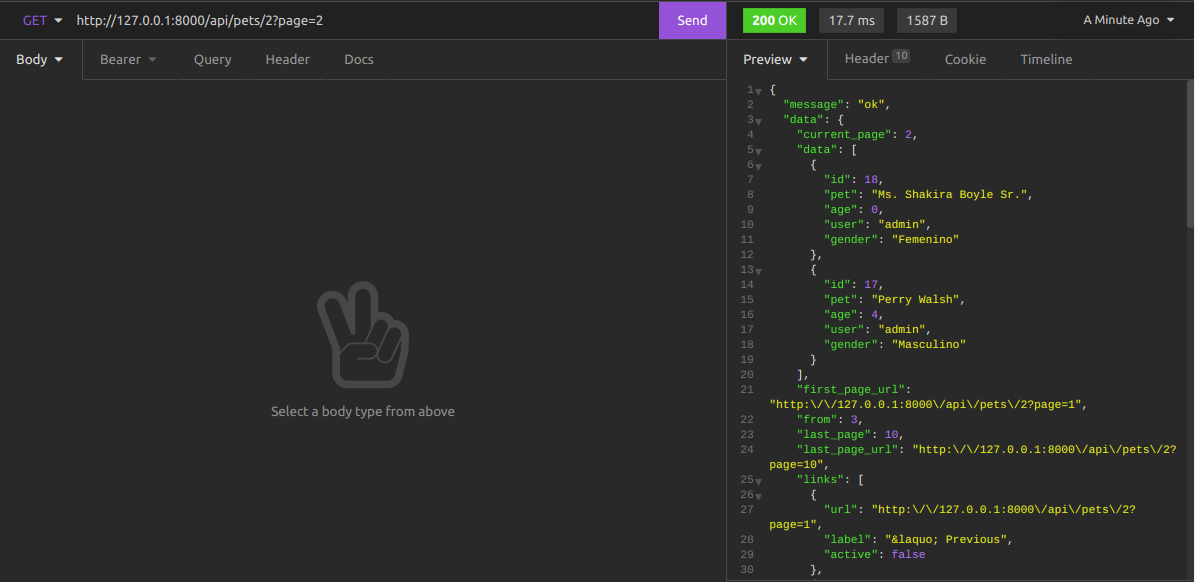 GET http://127.0.0.1:8000/api/pets/2?page=2 Send 200 OK 17.7 ms 1587 B A Minute Ago
Body Bearer Query Header Docs Preview Header 10 Cookie Timeline
Select a body type from above
1 {
2 "message": "ok",
3 "data": {
4 "current_page": 2,
5 "data": [
6 {
7 "id": 18,
8 "pet": "Ms. Shakira Boyle Sr.",
9 "age": 0,
10 "user": "admin",
11 "gender": "Femenino"
12 },
13 {
14 "id": 17,
15 "pet": "Perry Walsh",
16 "age": 4,
17 "user": "admin",
18 "gender": "Masculino"
19 }
20 ],
21 "first_page_url":
"http:\/\/127.0.0.1:8000\/api\/pets\/2?page=1",
22 "from": 3,
23 "last_page": 10,
24 "last_page_url": "http:\/\/127.0.0.1:8000\/api\/pets\/2?
page=10",
25 "links": [
26 {
27 "url": "http:\/\/127.0.0.1:8000\/api\/pets\/2?
page=1",
28 "label": "&laquo; Previous",
29 "active": false
30 },